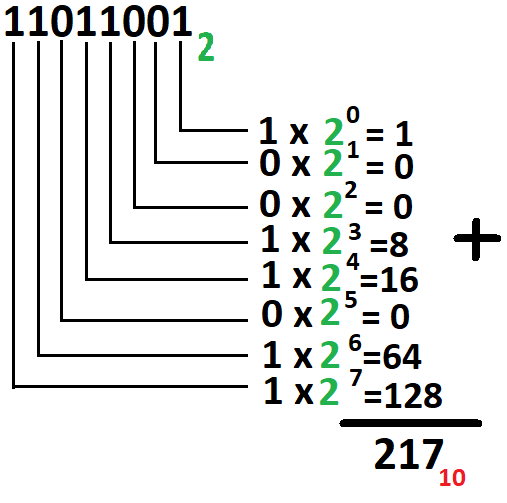 11011001₂
1 x 2⁰ = 1
0 x 2¹ = 0
0 x 2² = 0
1 x 2³ =8
1 x 2⁴ =16
0 x 2⁵ = 0
1 x 2⁶ =64
1 x 2⁷ =128
+
217₁₀